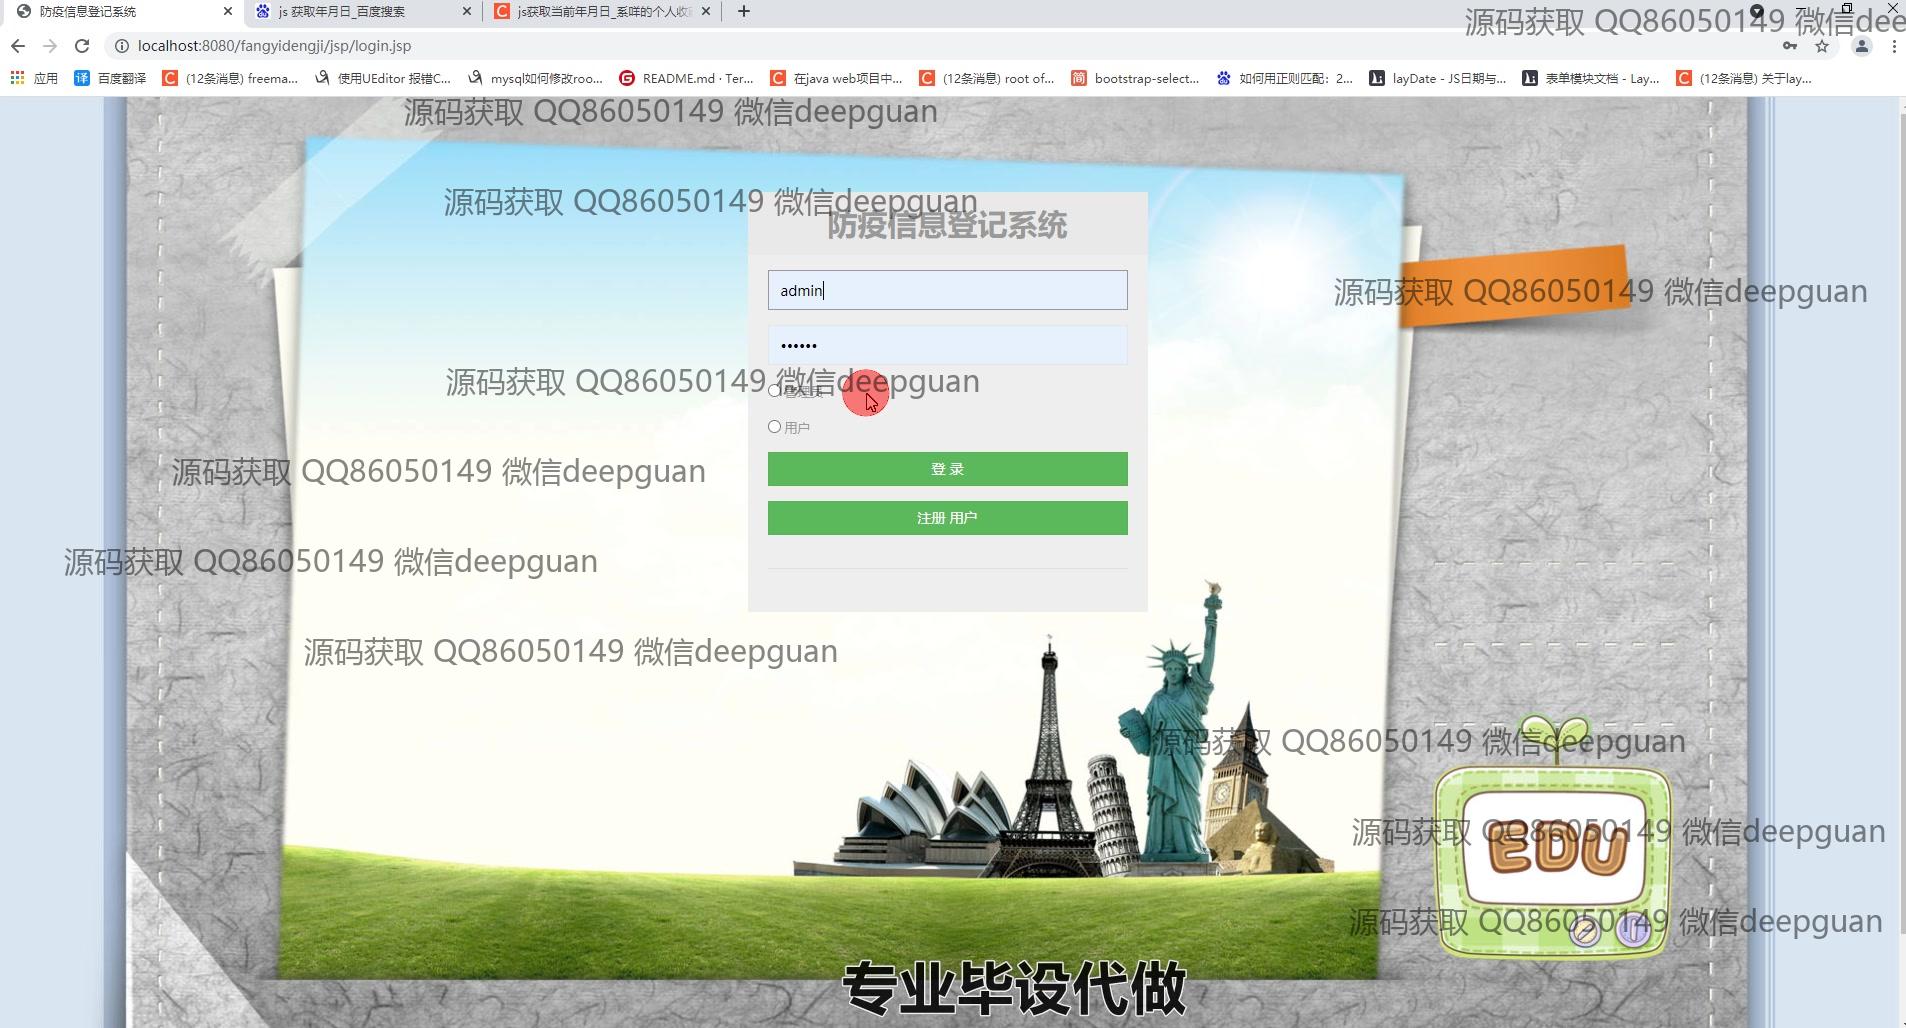 防疫信息登记系统
js 获取年月日_百度搜索
js获取当前年月日_系咩的个人收
源码获取 QQ86050149 微信dee
localhost:8080/fangyidengji/jsp/login.jsp
应用
百度翻译
(12条消息) freema...
使用UEditor 报错C...
mysql如何修改roo...
README.md · Ter...
在java web项目中...
(12条消息) root of...
bootstrap-select...
如何用正则匹配：2...
layDate - JS日期与...
表单模块文档 - Lay...
(12条消息) 关于lay...
源码获取 QQ86050149 微信deepguan
源码获取 QQ86050149 微信deepguan
防疫信息登记系统
admin
源码获取 QQ86050149 微信deepguan
••••••
源码获取 QQ86050149 微信deepguan
管理员
用户
登 录
源码获取 QQ86050149 微信deepguan
注册 用户
源码获取 QQ86050149 微信deepguan
源码获取 QQ86050149 微信deepguan
源码获取 QQ86050149 微信deepguan
源码获取 QQ86050149 微信deepguan
EDU
源码获取 QQ86050149 微信deepguan
专业毕设代做